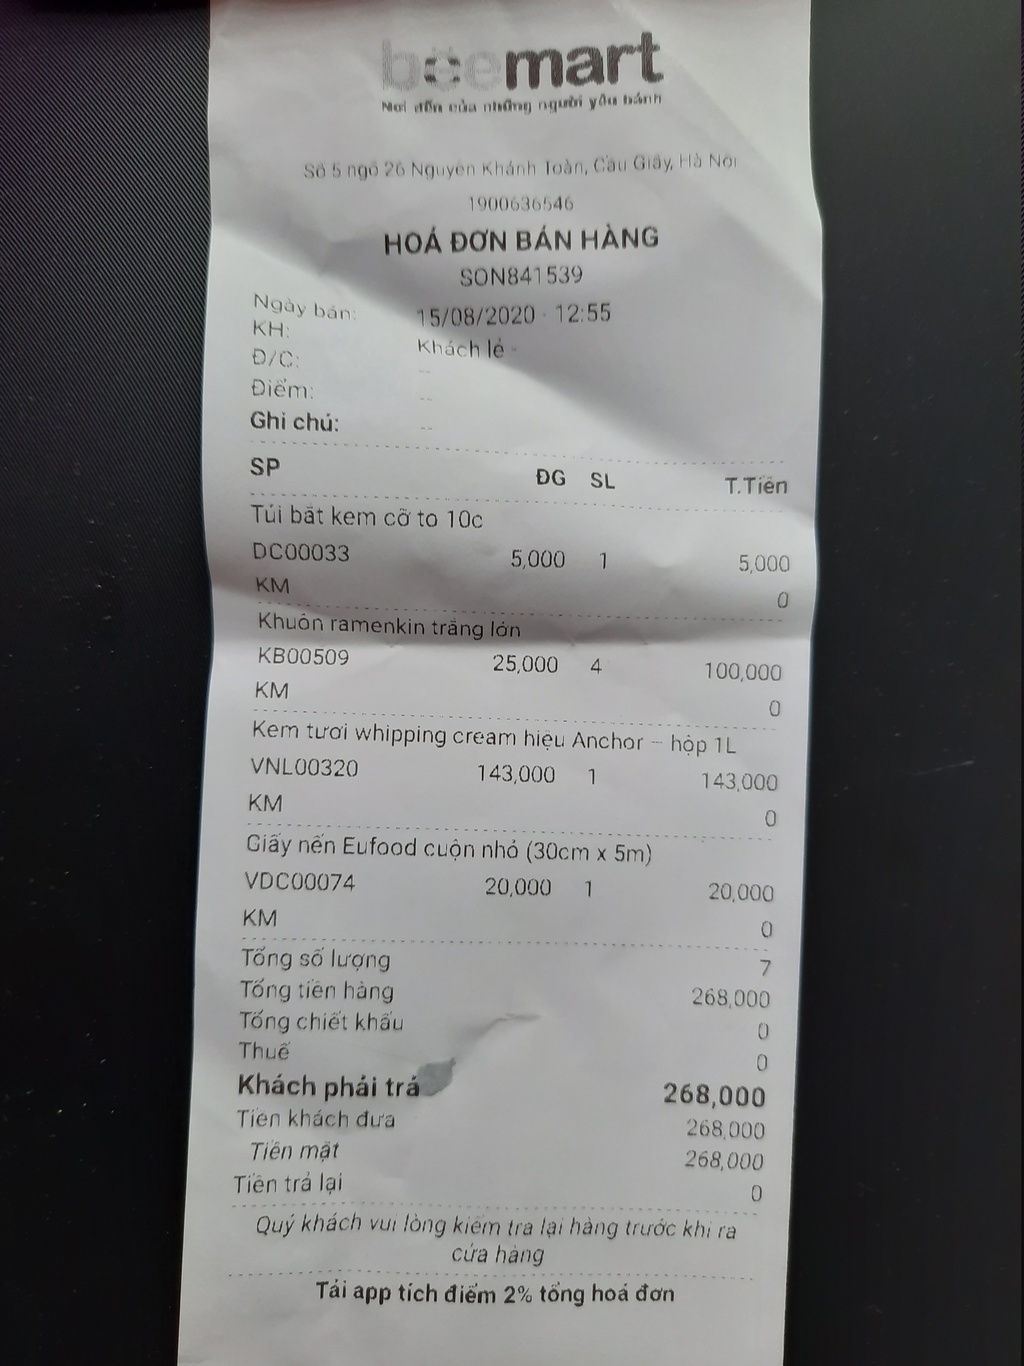 beemart
Nơi đến của những người yêu bánh
Số 5 ngõ 26 Nguyễn Khánh Toàn, Cầu Giấy, Hà Nội
1900636546
HOÁ ĐƠN BÁN HÀNG
SON841539
Ngày bán: 15/08/2020 - 12:55
KH: Khách lẻ -
Đ/C: --
Điểm: --
Ghi chú: --
SP ĐG SL T.Tiền
Túi bắt kem cỡ to 10c
DC00033 5,000 1 5,000
KM 0
Khuôn ramenkin trắng lớn
KB00509 25,000 4 100,000
KM 0
Kem tươi whipping cream hiệu Anchor – hộp 1L
VNL00320 143,000 1 143,000
KM 0
Giấy nến Eufood cuộn nhỏ (30cm x 5m)
VDC00074 20,000 1 20,000
KM 0
Tổng số lượng 7
Tổng tiền hàng 268,000
Tổng chiết khấu 0
Thuế 0
Khách phải trả 268,000
Tiền khách đưa 268,000
Tiền mặt 268,000
Tiền trả lại 0
Quý khách vui lòng kiểm tra lại hàng trước khi ra
cửa hàng
Tải app tích điểm 2% tổng hoá đơn